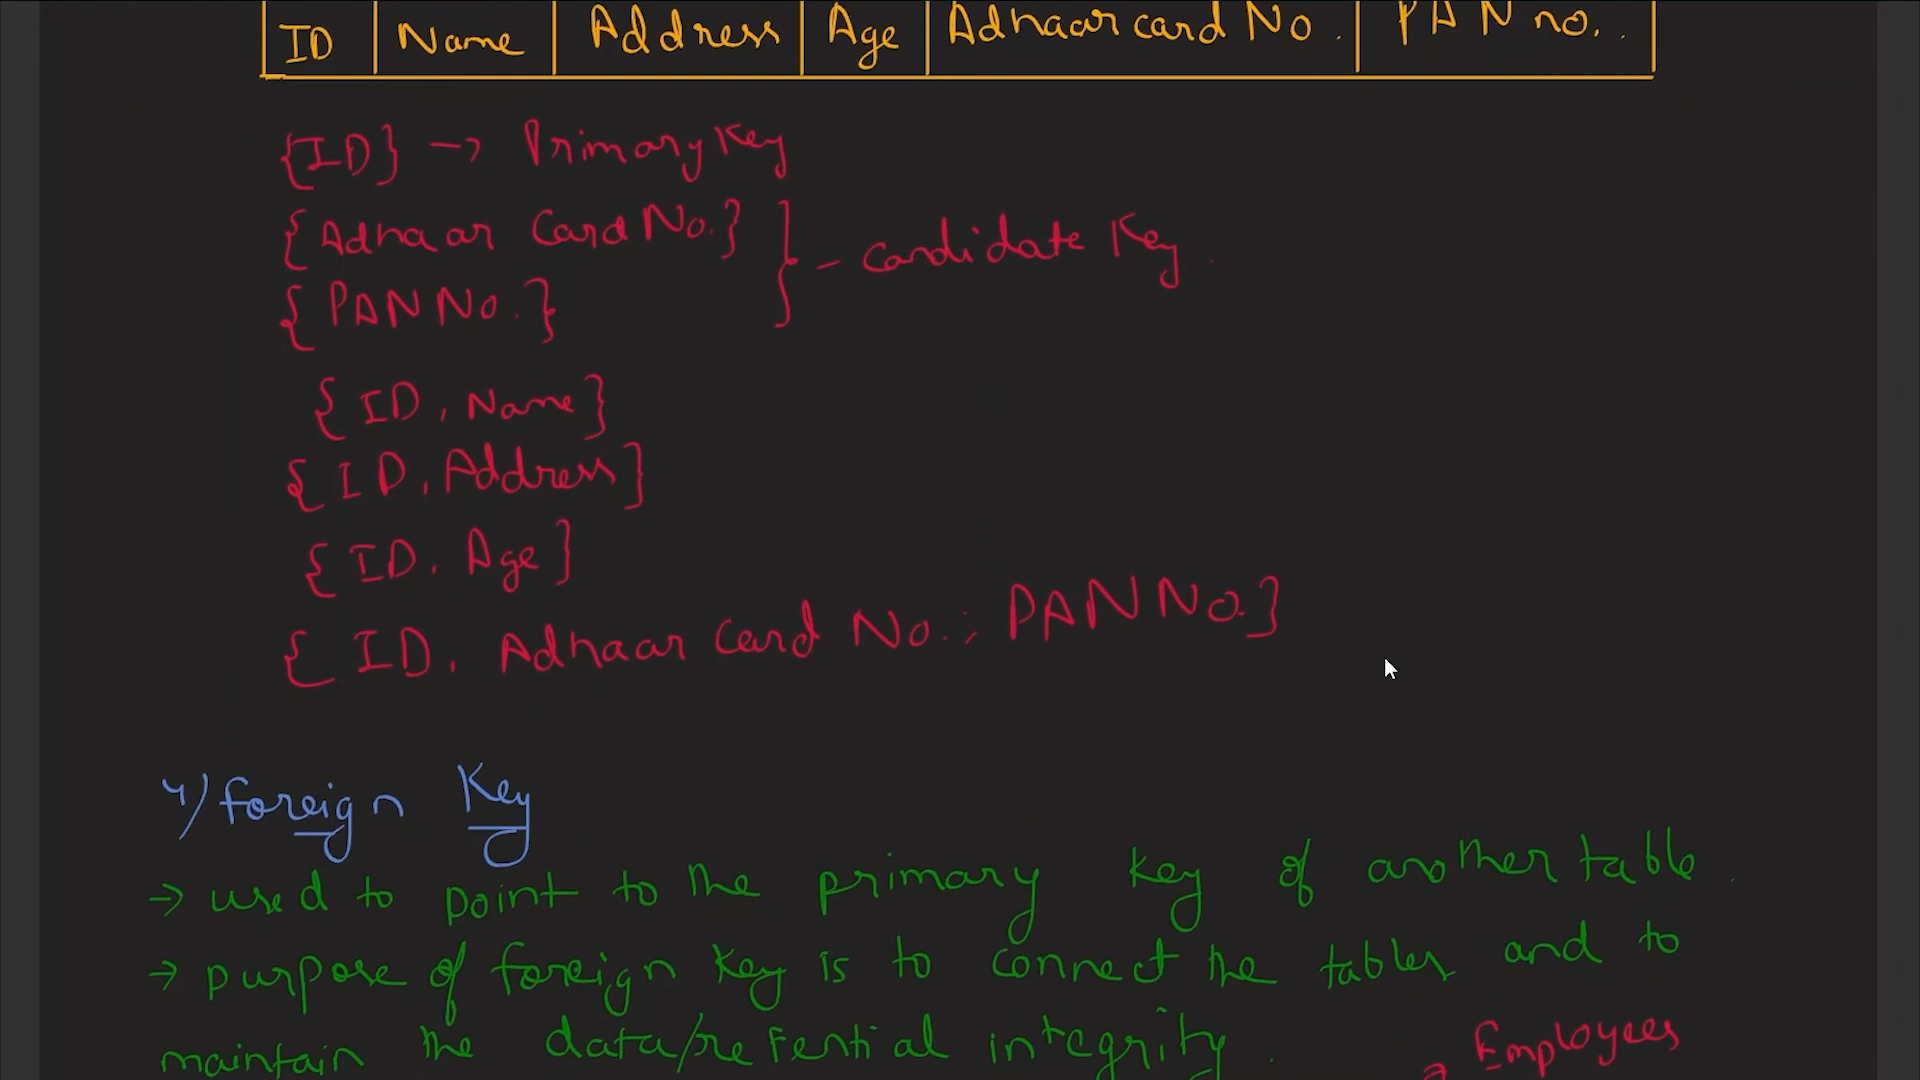 ID Name Address Age Adhaar card No. PAN no..
{ID} -> Primary Key
{Adhaar Card No.}
} - candidate Key.
{PAN No.}
{ID, Name}
{ID, Address}
{ID, Age}
{ID, Adhaar Card No., PAN No.}
4) foreign Key
-> used to point to the primary key of another table.
-> purpose of foreign key is to connect the tables and to
maintain the data/refential integrity.
-> Employees